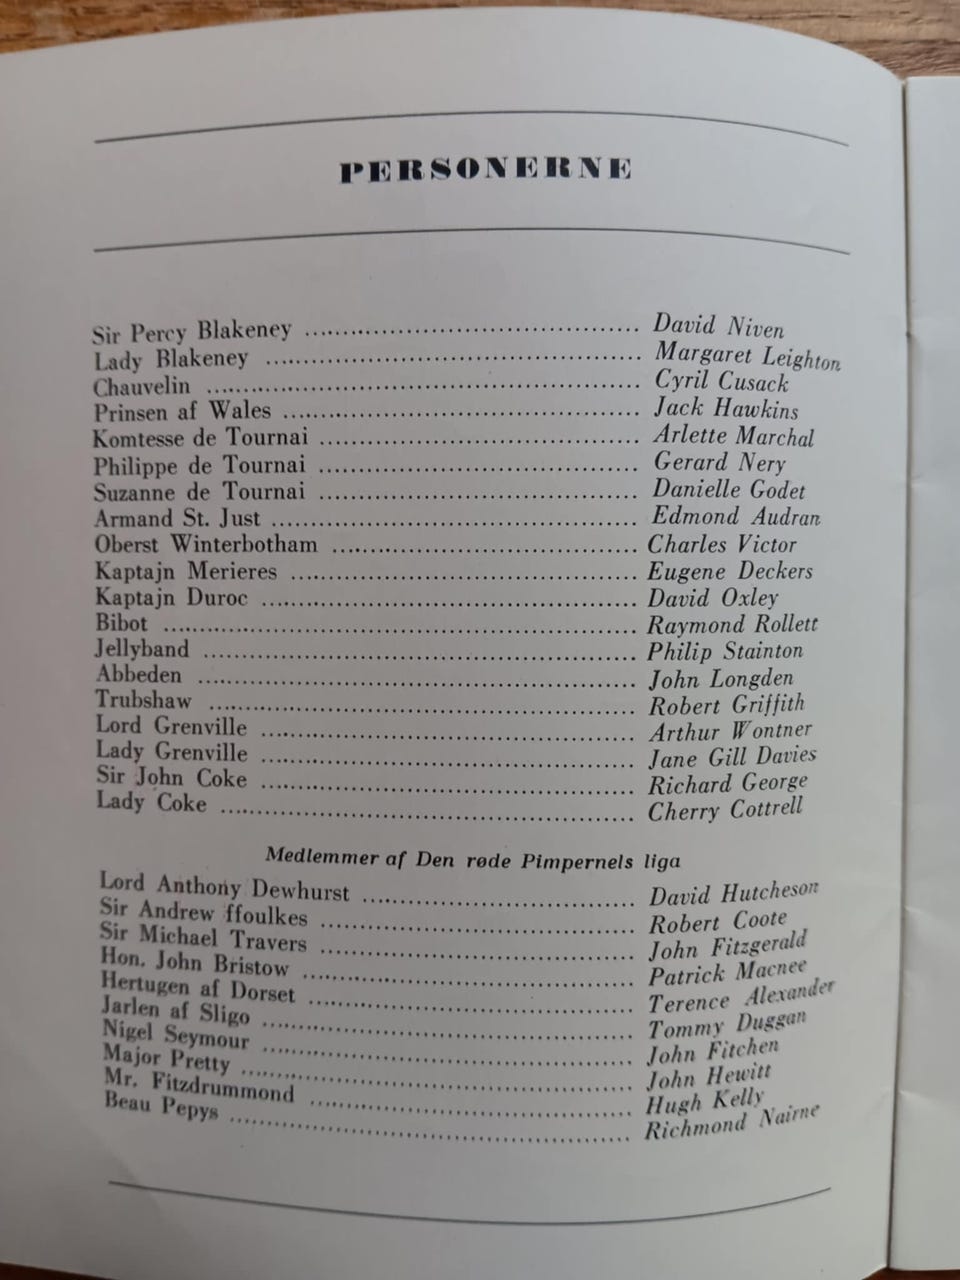 PERSONERNE
Sir Percy Blakeney ........................................ David Niven
Lady Blakeney ........................................ Margaret Leighton
Chauvelin ........................................ Cyril Cusack
Prinsen af Wales ........................................ Jack Hawkins
Komtesse de Tournai ........................................ Arlette Marchal
Philippe de Tournai ........................................ Gerard Nery
Suzanne de Tournai ........................................ Danielle Godet
Armand St. Just ........................................ Edmond Audran
Oberst Winterbotham ........................................ Charles Victor
Kaptajn Merieres ........................................ Eugene Deckers
Kaptajn Duroc ........................................ David Oxley
Bibot ........................................ Raymond Rollett
Jellyband ........................................ Philip Stainton
Abbeden ........................................ John Longden
Trubshaw ........................................ Robert Griffith
Lord Grenville ........................................ Arthur Wontner
Lady Grenville ........................................ Jane Gill Davies
Sir John Coke ........................................ Richard George
Lady Coke ........................................ Cherry Cottrell
Medlemmer af Den røde Pimpernels liga
Lord Anthony Dewhurst ........................................ David Hutcheson
Sir Andrew ffoulkes ........................................ Robert Coote
Sir Michael Travers ........................................ John Fitzgerald
Hon. John Bristow ........................................ Patrick Macnee
Hertugen af Dorset ........................................ Terence Alexander
Jarlen af Sligo ........................................ Tommy Duggan
Nigel Seymour ........................................ John Fitchen
Major Pretty ........................................ John Hewitt
Mr. Fitzdrummond ........................................ Hugh Kelly
Beau Pepys ........................................ Richmond Nairne